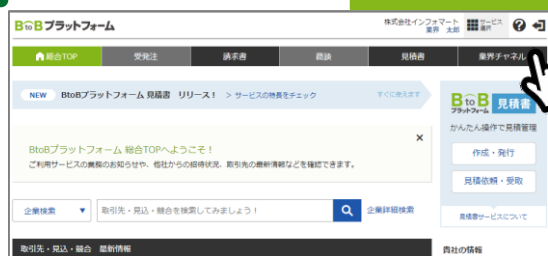 BtoBプラットフォーム
株式会社インフォマート
業界 太郎
サービス選択
総合TOP
受発注
請求書
商談
見積書
業界チャネル
NEW BtoBプラットフォーム 見積書 リリース! > サービスの特長をチェック
すぐに使えます
BtoB プラットフォーム 見積書
かんたん操作で見積管理
作成・発行
見積依頼・受取
見積書サービスについて
×
BtoBプラットフォーム 総合TOPへようこそ!
ご利用サービスの業務のお知らせや、他社からの招待状況、取引先の最新情報などを確認できます。
企業検索 ▼
取引先・見込・競合を検索してみましょう!
企業詳細検索
取引先・見込・競合 最新情報
貴社の情報